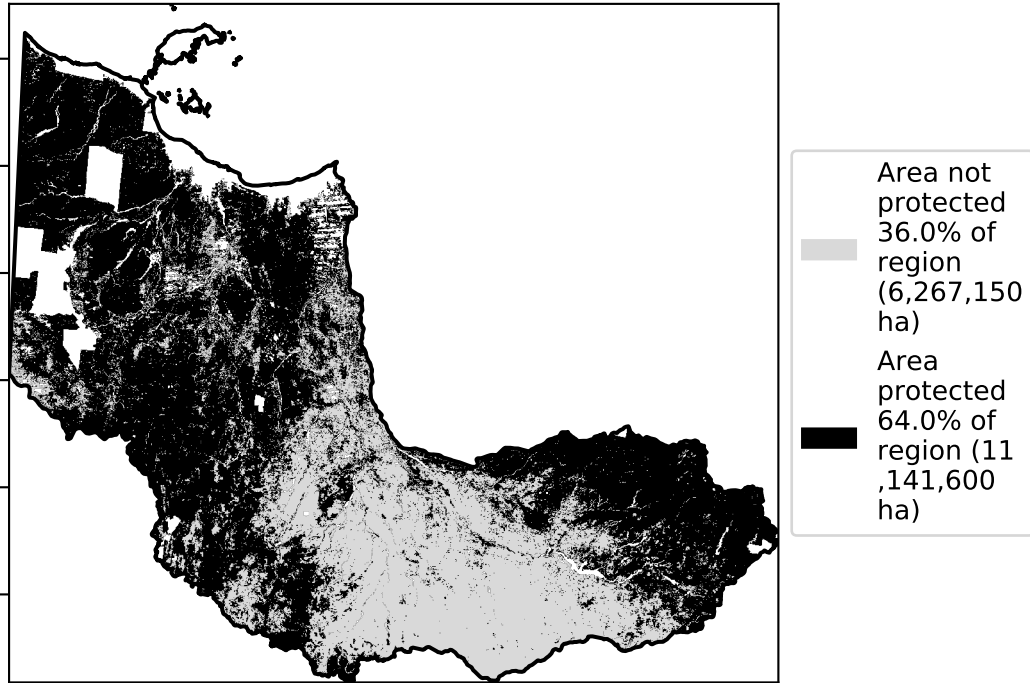 Area not
protected
36.0% of
region
(6,267,150
ha)
Area
protected
64.0% of
region (11
,141,600
ha)